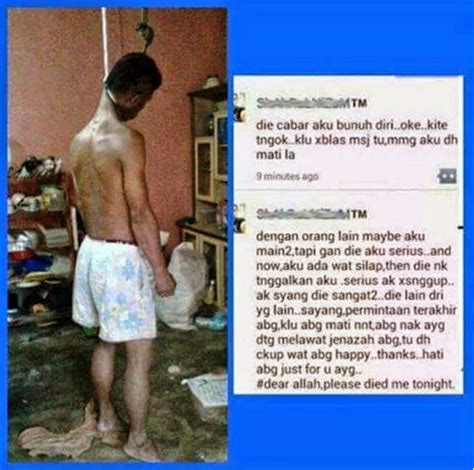 TM
die cabar aku bunuh diri..oke..kite
tngok..klu xblas msj tu,mmg aku dh
mati la
9 minutes ago
TM
dengan orang lain maybe aku
main2,tapi gan die aku serius..and
now,aku ada wat silap,then die nk
tnggalkan aku .serius ak xsnggup..
ak syang die sangat2..die lain dri
yg lain..sayang,permintaan terakhir
abg,klu abg mati nnt,abg nak ayg
dtg melawat jenazah abg,tu dh
ckup wat abg happy..thanks..hati
abg just for u ayg..
#dear allah,please died me tonight.